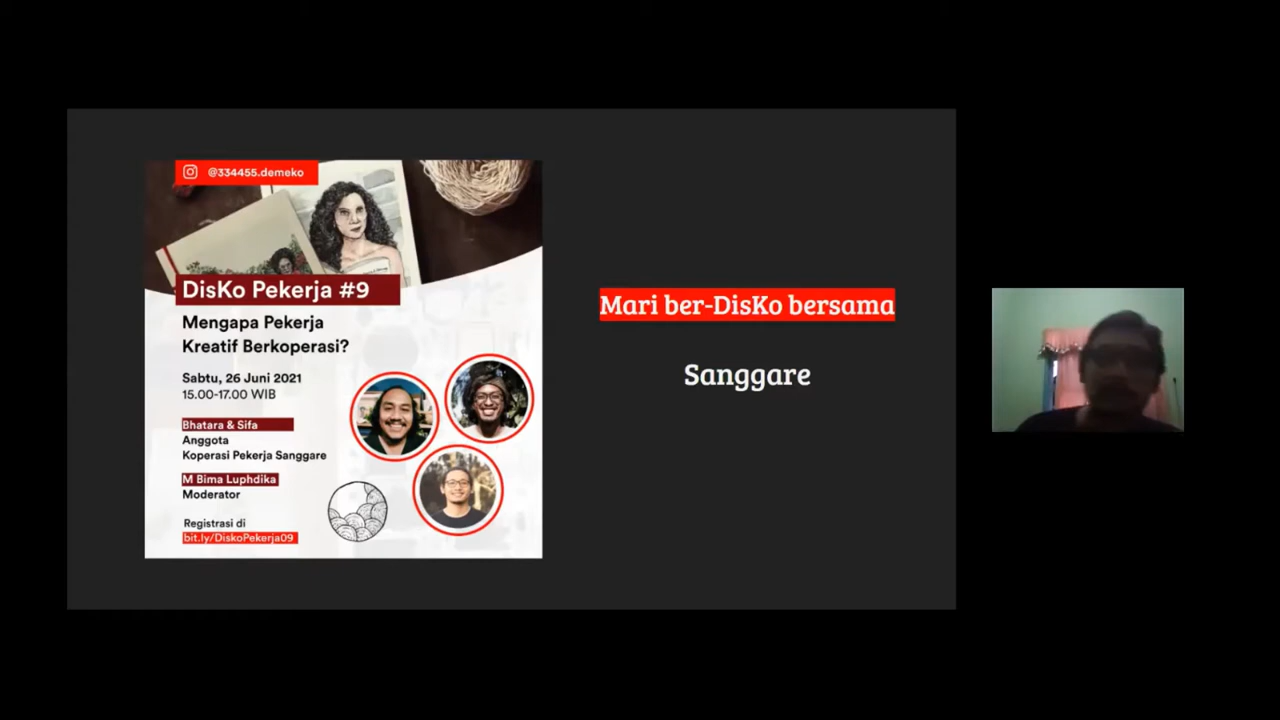 @334455.demeko
DisKo Pekerja #9
Mengapa Pekerja
Kreatif Berkoperasi?
Sabtu, 26 Juni 2021
15.00-17.00 WIB
Bhatara & Sifa
Anggota
Koperasi Pekerja Sanggare
M Bima Luphdika
Moderator
Registrasi di
bit.ly/DiskoPekerja09
Mari ber-DisKo bersama
Sanggare